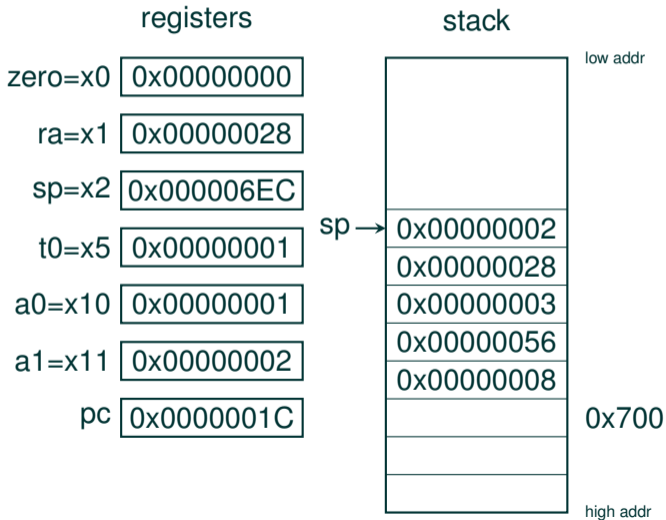 registers
zero=x0 0x00000000
ra=x1 0x00000028
sp=x2 0x000006EC
t0=x5 0x00000001
a0=x10 0x00000001
a1=x11 0x00000002
pc 0x0000001C
stack
low addr
sp
0x00000002
0x00000028
0x00000003
0x00000056
0x00000008
0x700
high addr